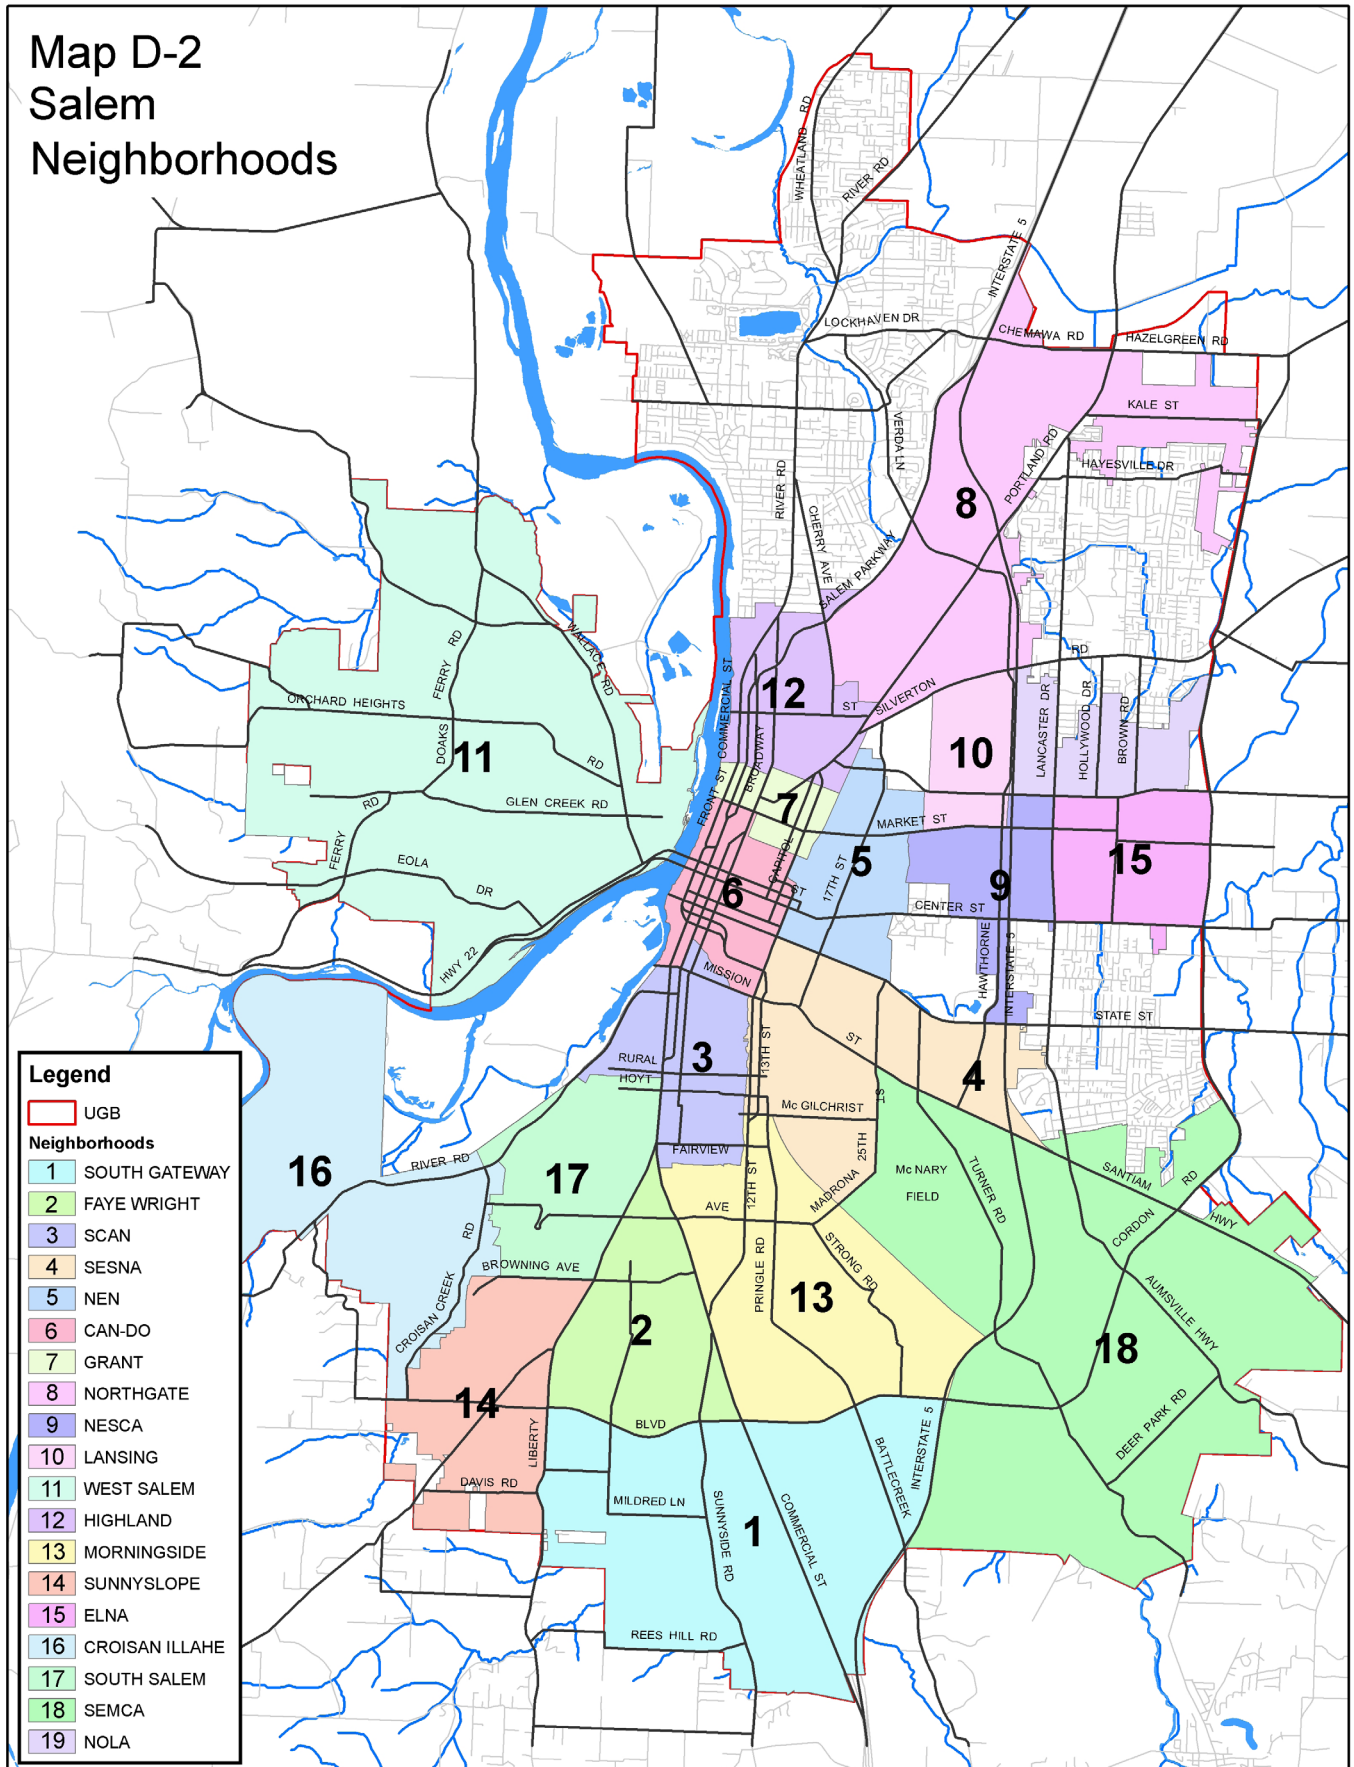 Map D-2
Salem
Neighborhoods
WHEATLAND RD
RIVER RD
INTERSTATE 5
LOCKHAVEN DR
CHEMAWA RD
HAZELGREEN RD
KALE ST
VERDA LN
PORTLAND RD
HAYESVILLE DR
RIVER RD
8
CHERRY AVE
SALEM PARKWAY
WALLACE RD
FERRY RD
RD
COMMERCIAL ST
12
SILVERTON
ST
ORCHARD HEIGHTS
RD
DOAKS
11
BROADWAY
10
LANCASTER DR
HOLLYWOOD DR
BROWN RD
FRONT ST
GLEN CREEK RD
RD
FERRY
7
MARKET ST
EOLA
DR
CAPITOL
ST
17TH ST
5
15
6
9
CENTER ST
HWY 22
MISSION
HAWTHORNE
INTERSTATE 5
STATE ST
RURAL
HOYT
3
13TH ST
ST
4
Mc GILCHRIST
25TH
ST
FAIRVIEW
RIVER RD
16
17
12TH ST
MADRONA
AVE
Mc NARY
FIELD
TURNER RD
SANTIAM
HWY
CORDON
RD
RD
CROISAN CREEK
BROWNING AVE
PRINGLE RD
STRONG RD
13
AUMSVILLE HWY
2
18
14
BLVD
LIBERTY
DEER PARK RD
DAVIS RD
MILDRED LN
SUNNYSIDE RD
COMMERCIAL ST
BATTLECREEK
INTERSTATE 5
1
REES HILL RD
Legend
UGB
Neighborhoods
1 SOUTH GATEWAY
2 FAYE WRIGHT
3 SCAN
4 SESNA
5 NEN
6 CAN-DO
7 GRANT
8 NORTHGATE
9 NESCA
10 LANSING
11 WEST SALEM
12 HIGHLAND
13 MORNINGSIDE
14 SUNNYSLOPE
15 ELNA
16 CROISAN ILLAHE
17 SOUTH SALEM
18 SEMCA
19 NOLA